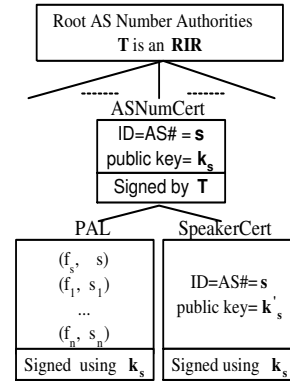 Root AS Number Authorities
T is an RIR
ASNumCert
ID=AS# = s
public key= kₛ
Signed by T
PAL
(fₛ, s)
(f₁, s₁)
...
(fₙ, sₙ)
Signed using kₛ
SpeakerCert
ID=AS#= s
public key= k'ₛ
Signed using kₛ